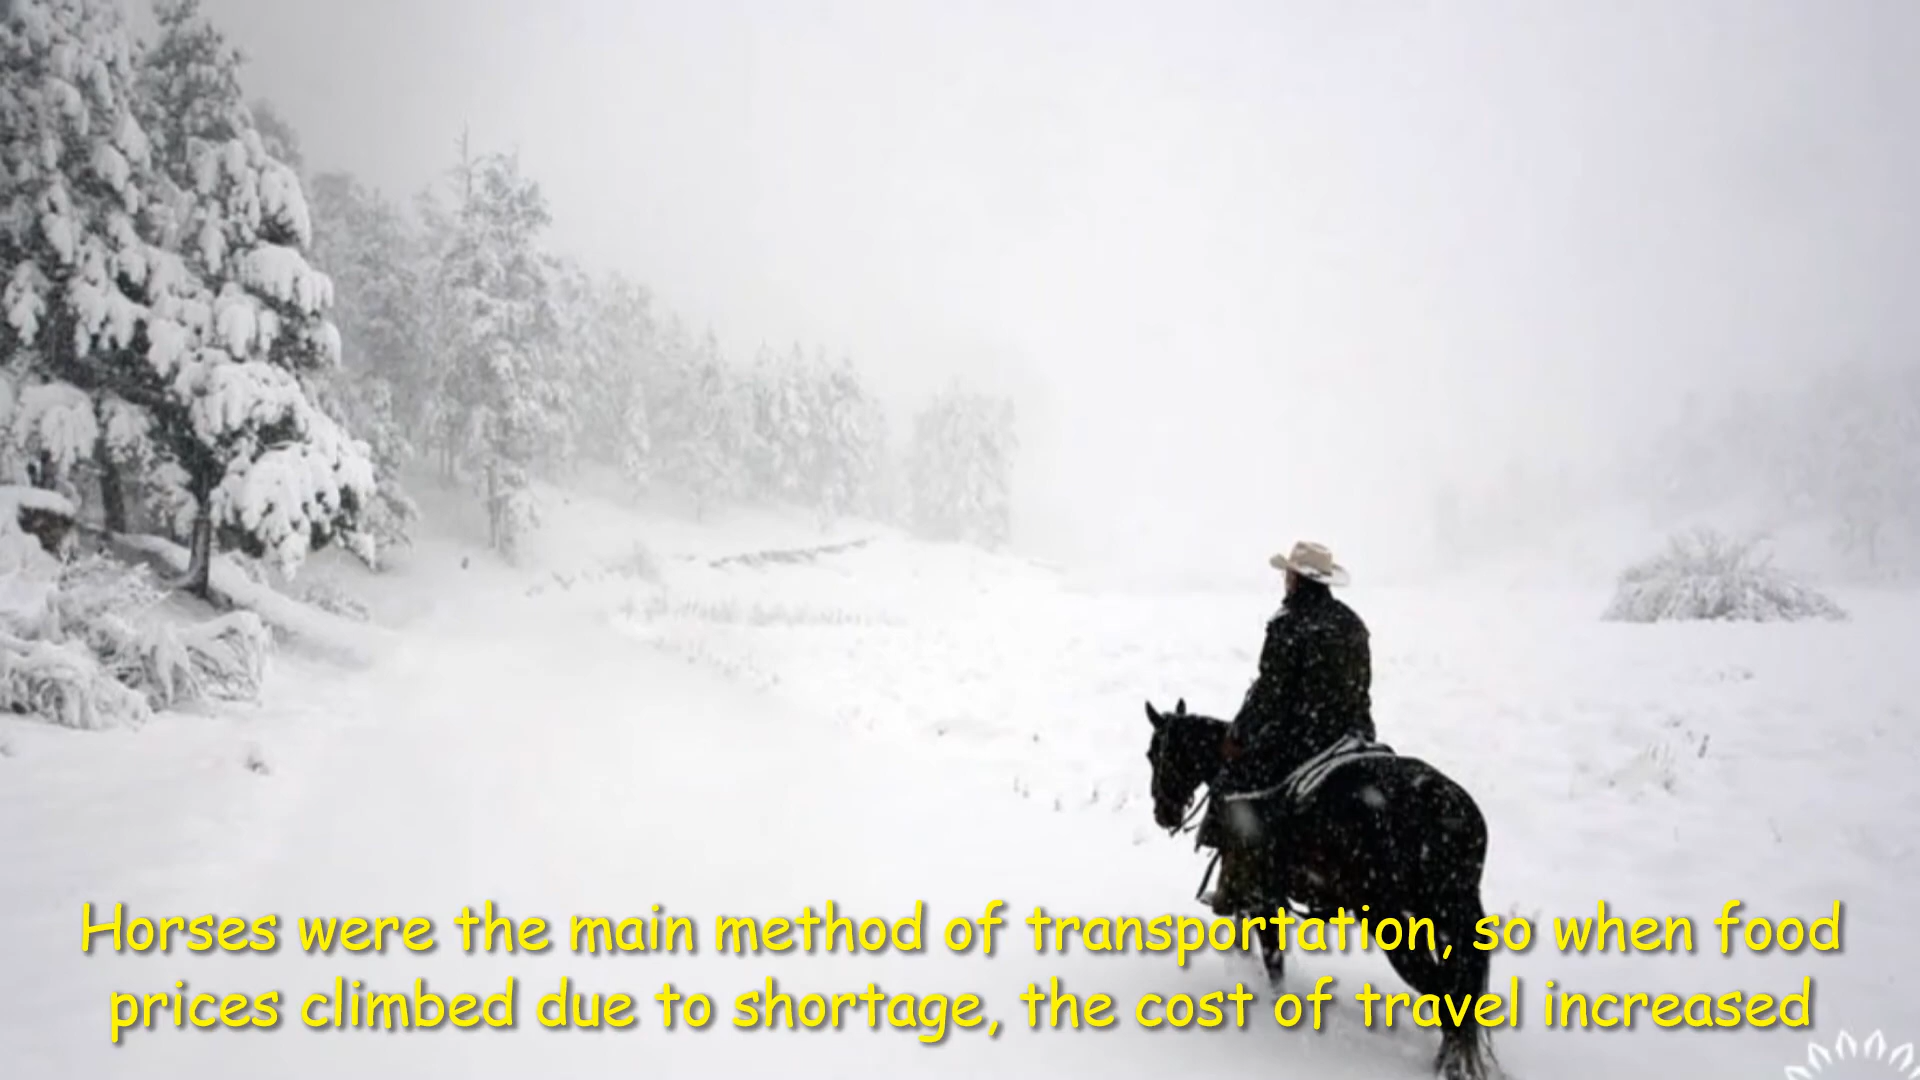 Horses were the main method of transportation, so when food
prices climbed due to shortage, the cost of travel increased